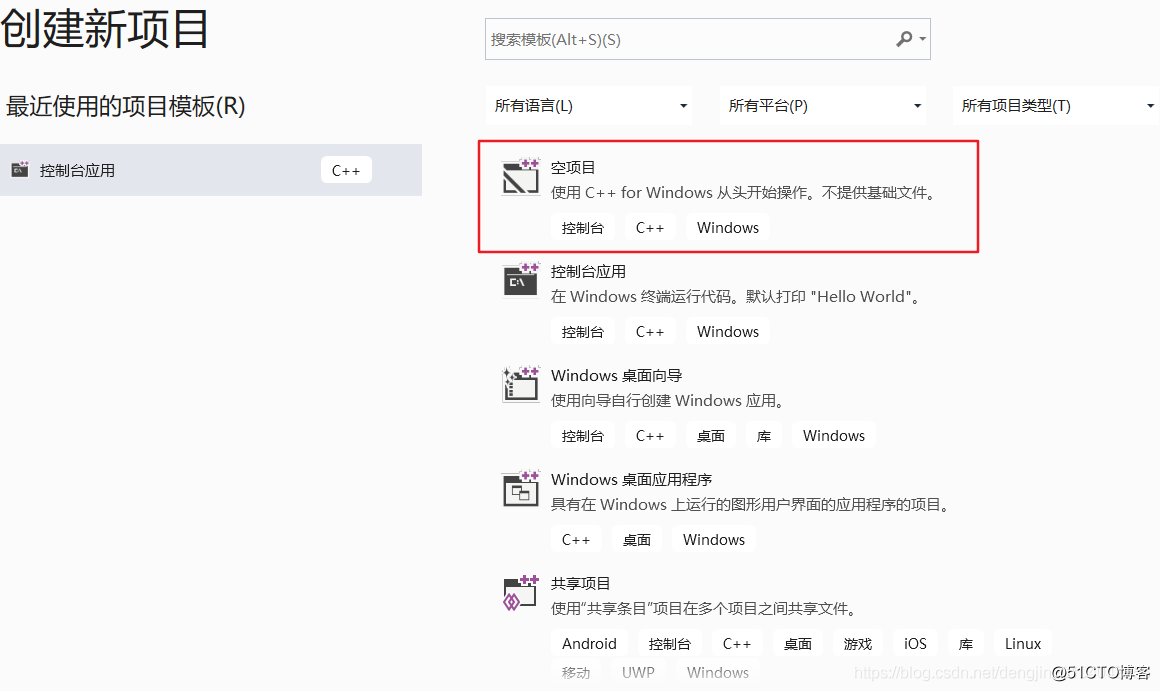 创建新项目
搜索模板(Alt+S)(S)
最近使用的项目模板(R)
所有语言(L) 所有平台(P) 所有项目类型(T)
控制台应用 C++
空项目
使用 C++ for Windows 从头开始操作。不提供基础文件。
控制台 C++ Windows
控制台应用
在 Windows 终端运行代码。默认打印 "Hello World"。
控制台 C++ Windows
Windows 桌面向导
使用向导自行创建 Windows 应用。
控制台 C++ 桌面 库 Windows
Windows 桌面应用程序
具有在 Windows 上运行的图形用户界面的应用程序的项目。
C++ 桌面 Windows
共享项目
使用“共享条目”项目在多个项目之间共享文件。
Android 控制台 C++ 桌面 游戏 iOS 库 Linux
移动 UWP Windows
https://blog.csdn.net/dengjin
@51CTO博客